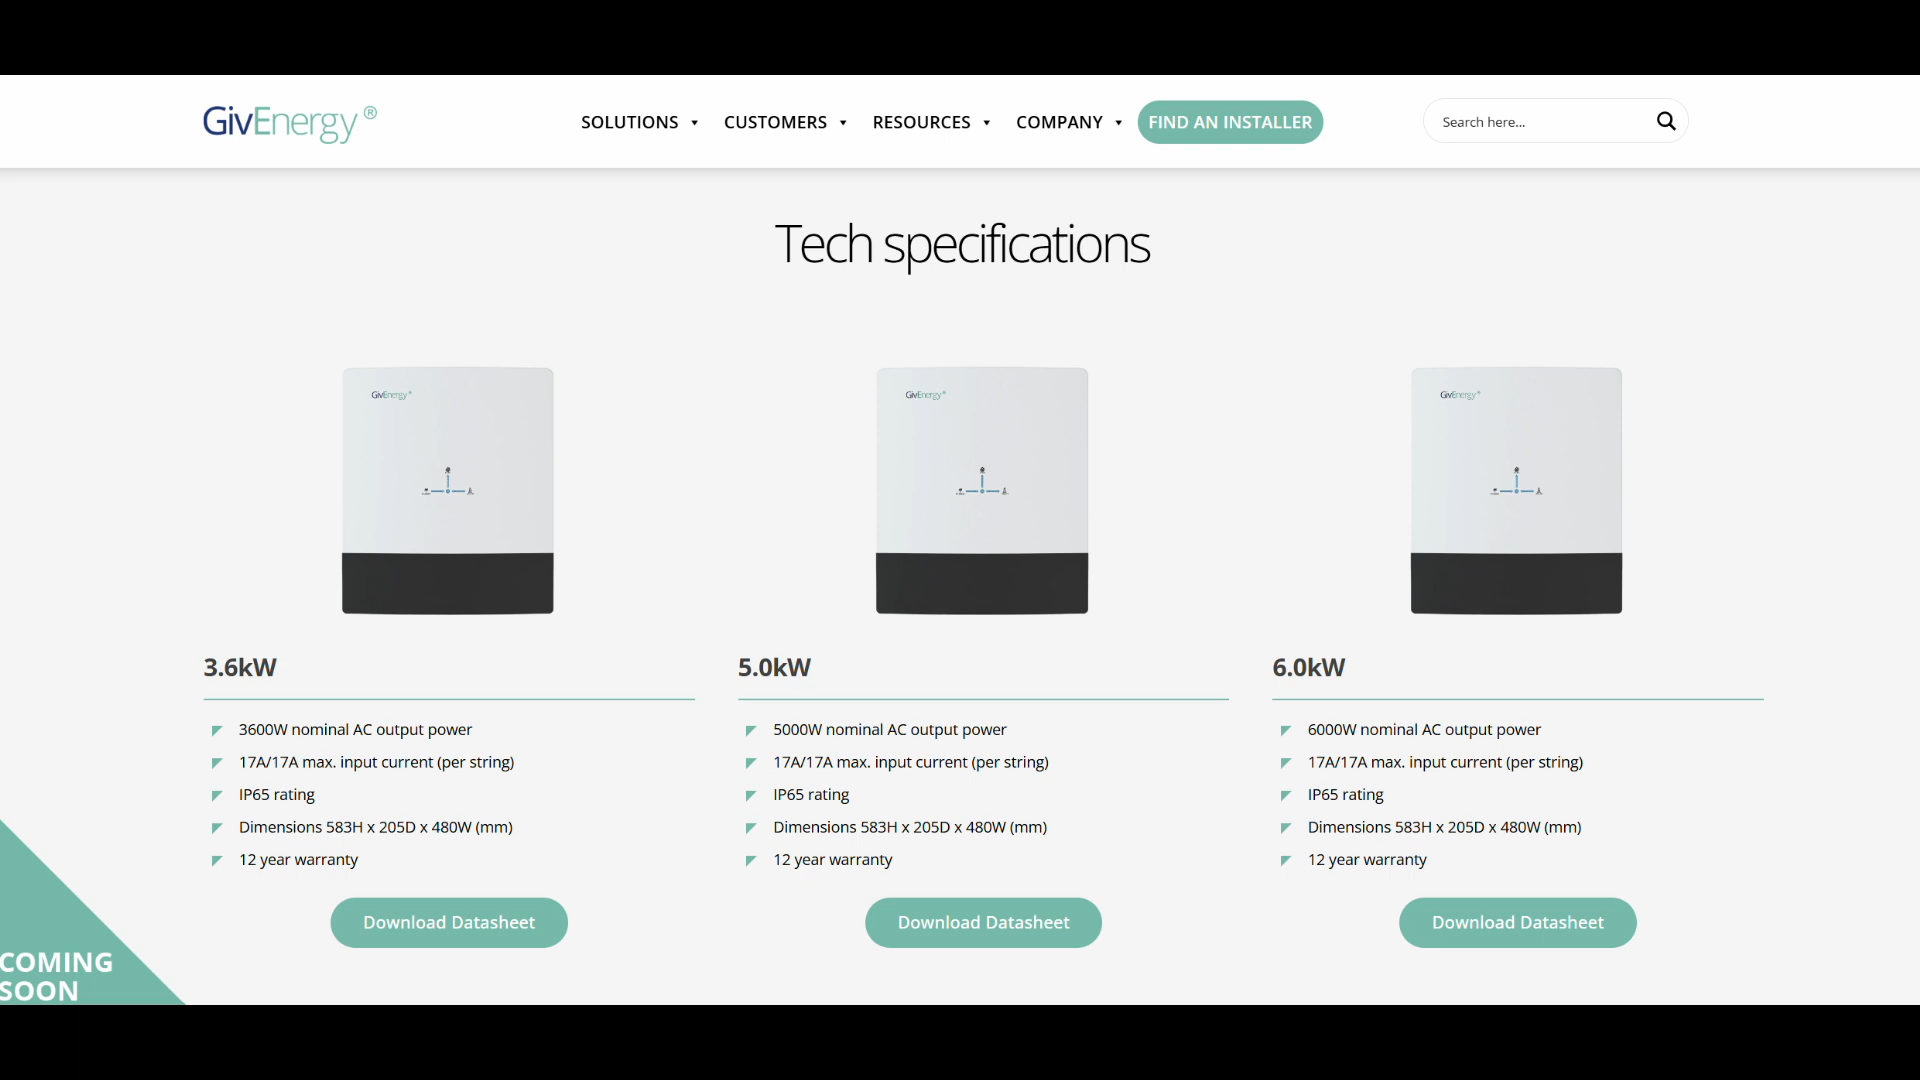 GivEnergy®
SOLUTIONS
CUSTOMERS
RESOURCES
COMPANY
FIND AN INSTALLER
Search here...
Tech specifications
GivEnergy®
GivEnergy®
GivEnergy®
3.6kW
3600W nominal AC output power
17A/17A max. input current (per string)
IP65 rating
Dimensions 583H x 205D x 480W (mm)
12 year warranty
Download Datasheet
5.0kW
5000W nominal AC output power
17A/17A max. input current (per string)
IP65 rating
Dimensions 583H x 205D x 480W (mm)
12 year warranty
Download Datasheet
6.0kW
6000W nominal AC output power
17A/17A max. input current (per string)
IP65 rating
Dimensions 583H x 205D x 480W (mm)
12 year warranty
Download Datasheet
COMING
SOON